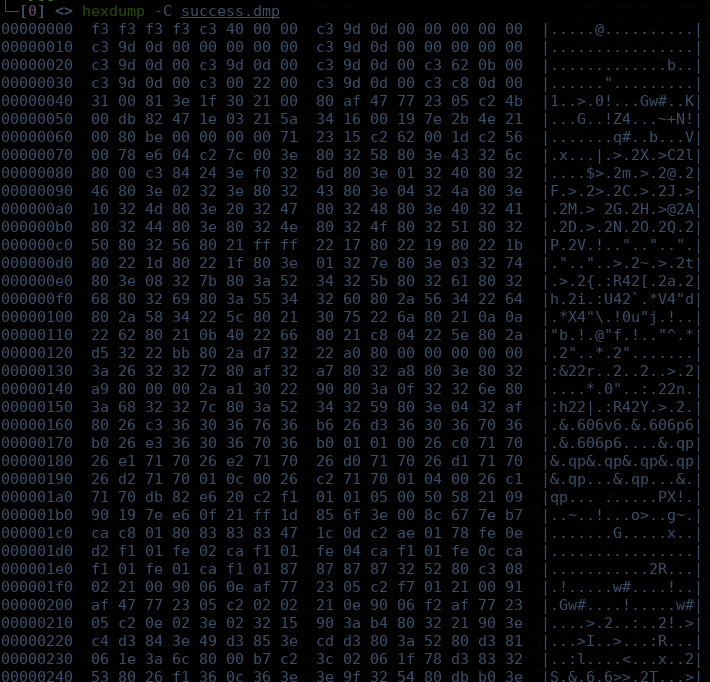 └─[0] <> hexdump -C success.dmp
00000000  f3 f3 f3 f3 c3 40 00 00  c3 9d 0d 00 00 00 00 00  |.....@..........|
00000010  c3 9d 0d 00 00 00 00 00  c3 9d 0d 00 00 00 00 00  |................|
00000020  c3 9d 0d 00 c3 9d 0d 00  c3 9d 0d 00 c3 62 0b 00  |.............b..|
00000030  c3 9d 0d 00 c3 00 22 00  c3 9d 0d 00 c3 c8 0d 00  |......".........|
00000040  31 00 81 3e 1f 30 21 00  80 af 47 77 23 05 c2 4b  |1..>.0!...Gw#..K|
00000050  00 db 82 47 1e 03 21 5a  34 16 00 19 7e 2b 4e 21  |...G..!Z4...~+N!|
00000060  00 80 be 00 00 00 00 71  23 15 c2 62 00 1d c2 56  |.......q#..b...V|
00000070  00 78 e6 04 c2 7c 00 3e  80 32 58 80 3e 43 32 6c  |.x...|.>.2X.>C2l|
00000080  80 00 c3 84 24 3e f0 32  6d 80 3e 01 32 40 80 32  |....$>.2m.>.2@.2|
00000090  46 80 3e 02 32 3e 80 32  43 80 3e 04 32 4a 80 3e  |F.>.2>.2C.>.2J.>|
000000a0  10 32 4d 80 3e 20 32 47  80 32 48 80 3e 40 32 41  |.2M.> 2G.2H.>@2A|
000000b0  80 32 44 80 3e 80 32 4e  80 32 4f 80 32 51 80 32  |.2D.>.2N.2O.2Q.2|
000000c0  50 80 32 56 80 21 ff ff  22 17 80 22 19 80 22 1b  |P.2V.!..".."..".|
000000d0  80 22 1d 80 22 1f 80 3e  01 32 7e 80 3e 03 32 74  |."..."..>.2~.>.2t|
000000e0  80 3e 08 32 7b 80 3a 52  34 32 5b 80 32 61 80 32  |.>.2{.:R42[.2a.2|
000000f0  68 80 32 69 80 3a 55 34  32 60 80 2a 56 34 22 64  |h.2i.:U42`.*V4"d|
00000100  80 2a 58 34 22 5c 80 21  30 75 22 6a 80 21 0a 0a  |.*X4"\.!0u"j.!..|
00000110  22 62 80 21 0b 40 22 66  80 21 c8 04 22 5e 80 2a  |"b.!.@"f.!.."^.*|
00000120  d5 32 22 bb 80 2a d7 32  22 a0 80 00 00 00 00 00  |.2"..*.2".......|
00000130  3a 26 32 32 72 80 af 32  a7 80 32 a8 80 3e 80 32  |:&22r..2..2..>.2|
00000140  a9 80 00 00 2a a1 30 22  90 80 3a 0f 32 32 6e 80  |....*.0"..:.22n.|
00000150  3a 68 32 32 7c 80 3a 52  34 32 59 80 3e 04 32 af  |:h22|.:R42Y.>.2.|
00000160  80 26 c3 36 30 36 76 36  b6 26 d3 36 30 36 70 36  |.&.606v6.&.606p6|
00000170  b0 26 e3 36 30 36 70 36  b0 01 01 00 26 c0 71 70  |.&.606p6....&.qp|
00000180  26 e1 71 70 26 e2 71 70  26 d0 71 70 26 d1 71 70  |&.qp&.qp&.qp&.qp|
00000190  26 d2 71 70 01 0c 00 26  c2 71 70 01 04 00 26 c1  |&.qp...&.qp...&.|
000001a0  71 70 db 82 e6 20 c2 f1  01 01 05 00 50 58 21 09  |qp... ......PX!.|
000001b0  90 19 7e e6 0f 21 ff 1d  85 6f 3e 00 8c 67 7e b7  |..~..!...o>..g~.|
000001c0  ca c8 01 80 83 83 83 47  1c 0d c2 ae 01 78 fe 0e  |.......G.....x..|
000001d0  d2 f1 01 fe 02 ca f1 01  fe 04 ca f1 01 fe 0c ca  |................|
000001e0  f1 01 fe 01 ca f1 01 87  87 87 87 32 52 80 c3 08  |...........2R...|
000001f0  02 21 00 90 06 0e af 77  23 05 c2 f7 01 21 00 91  |.!.....w#....!..|
00000200  af 47 77 23 05 c2 02 02  21 0e 90 06 f2 af 77 23  |.Gw#....!.....w#|
00000210  05 c2 0e 02 3e 02 32 15  90 3a b4 80 32 21 90 3e  |....>.2..:..2!.>|
00000220  c4 d3 84 3e 49 d3 85 3e  cd d3 80 3a 52 80 d3 81  |...>I..>...:R...|
00000230  06 1e 3a 6c 80 00 b7 c2  3c 02 06 1f 78 d3 83 32  |..:l....<...x..2|
00000240  53 80 26 f1 36 0c 36 3e  3e 9f 32 54 80 db b0 3e  |S.&.6.6>>.2T...>|